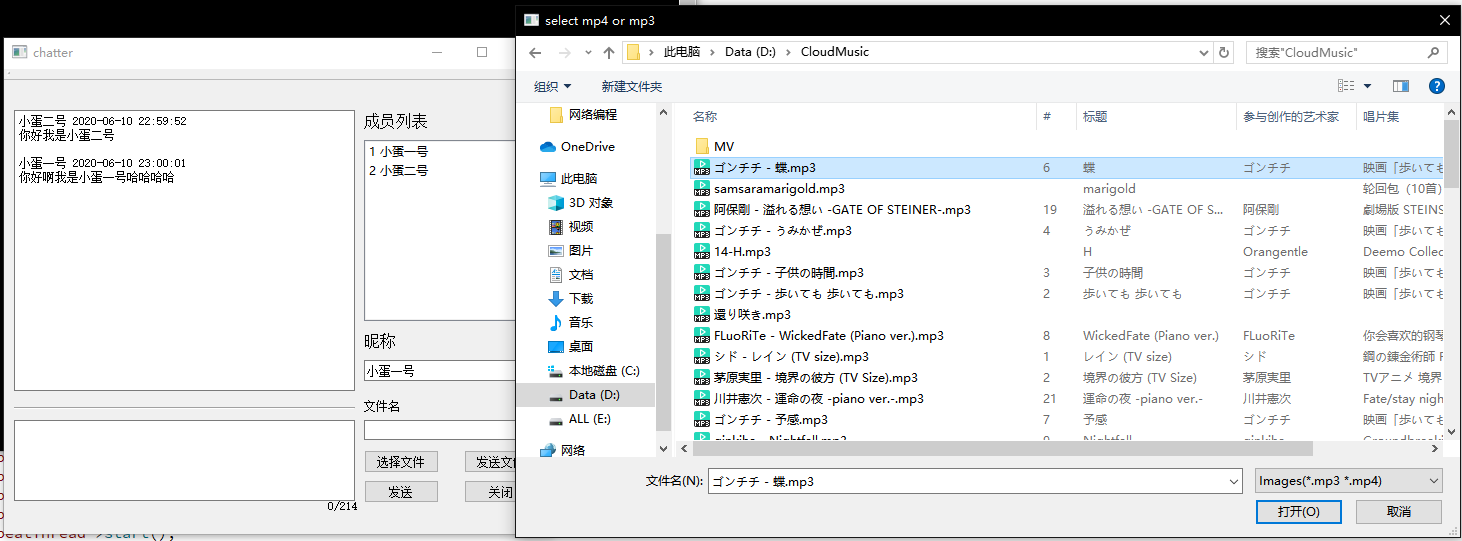 chatter
小蛋二号 2020-06-10 22:59:52
你好我是小蛋二号
小蛋一号 2020-06-10 23:00:01
你好啊我是小蛋一号哈哈哈哈
0/214
成员列表
1 小蛋一号
2 小蛋二号
昵称
小蛋一号
文件名
选择文件 发送文
发送 关闭
start();
select mp4 or mp3
此电脑 › Data (D:) › CloudMusic
搜索"CloudMusic"
组织 新建文件夹
网络编程
OneDrive
此电脑
3D 对象
视频
图片
文档
下载
音乐
桌面
本地磁盘 (C:)
Data (D:)
ALL (E:)
网络
名称 # 标题 参与创作的艺术家 唱片集
MV
ゴンチチ - 蝶.mp3 6 蝶 ゴンチチ 映画「歩いても
samsaramarigold.mp3 marigold 轮回包（10首）
阿保剛 - 溢れる想い -GATE OF STEINER-.mp3 19 溢れる想い -GATE OF S... 阿保剛 劇場版 STEINS
ゴンチチ - うみかぜ.mp3 4 うみかぜ ゴンチチ 映画「歩いても
14-H.mp3 H Orangentle Deemo Collec
ゴンチチ - 子供の時間.mp3 3 子供の時間 ゴンチチ 映画「歩いても
ゴンチチ - 歩いても 歩いても.mp3 2 歩いても 歩いても ゴンチチ 映画「歩いても
還り咲き.mp3
FLuoRiTe - WickedFate (Piano ver.).mp3 8 WickedFate (Piano ver.) FLuoRiTe 你会喜欢的钢琴
シド - レイン (TV size).mp3 1 レイン (TV size) シド 鋼の錬金術師 F
茅原実里 - 境界の彼方 (TV Size).mp3 2 境界の彼方 (TV Size) 茅原実里 TVアニメ 境界
川井憲次 - 運命の夜 -piano ver.-.mp3 21 運命の夜 -piano ver.- 川井憲次 Fate/stay nigh
ゴンチチ - 予感.mp3 7 予感 ゴンチチ 映画「歩いても
文件名(N): ゴンチチ - 蝶.mp3 Images(*.mp3 *.mp4)
打开(O) 取消